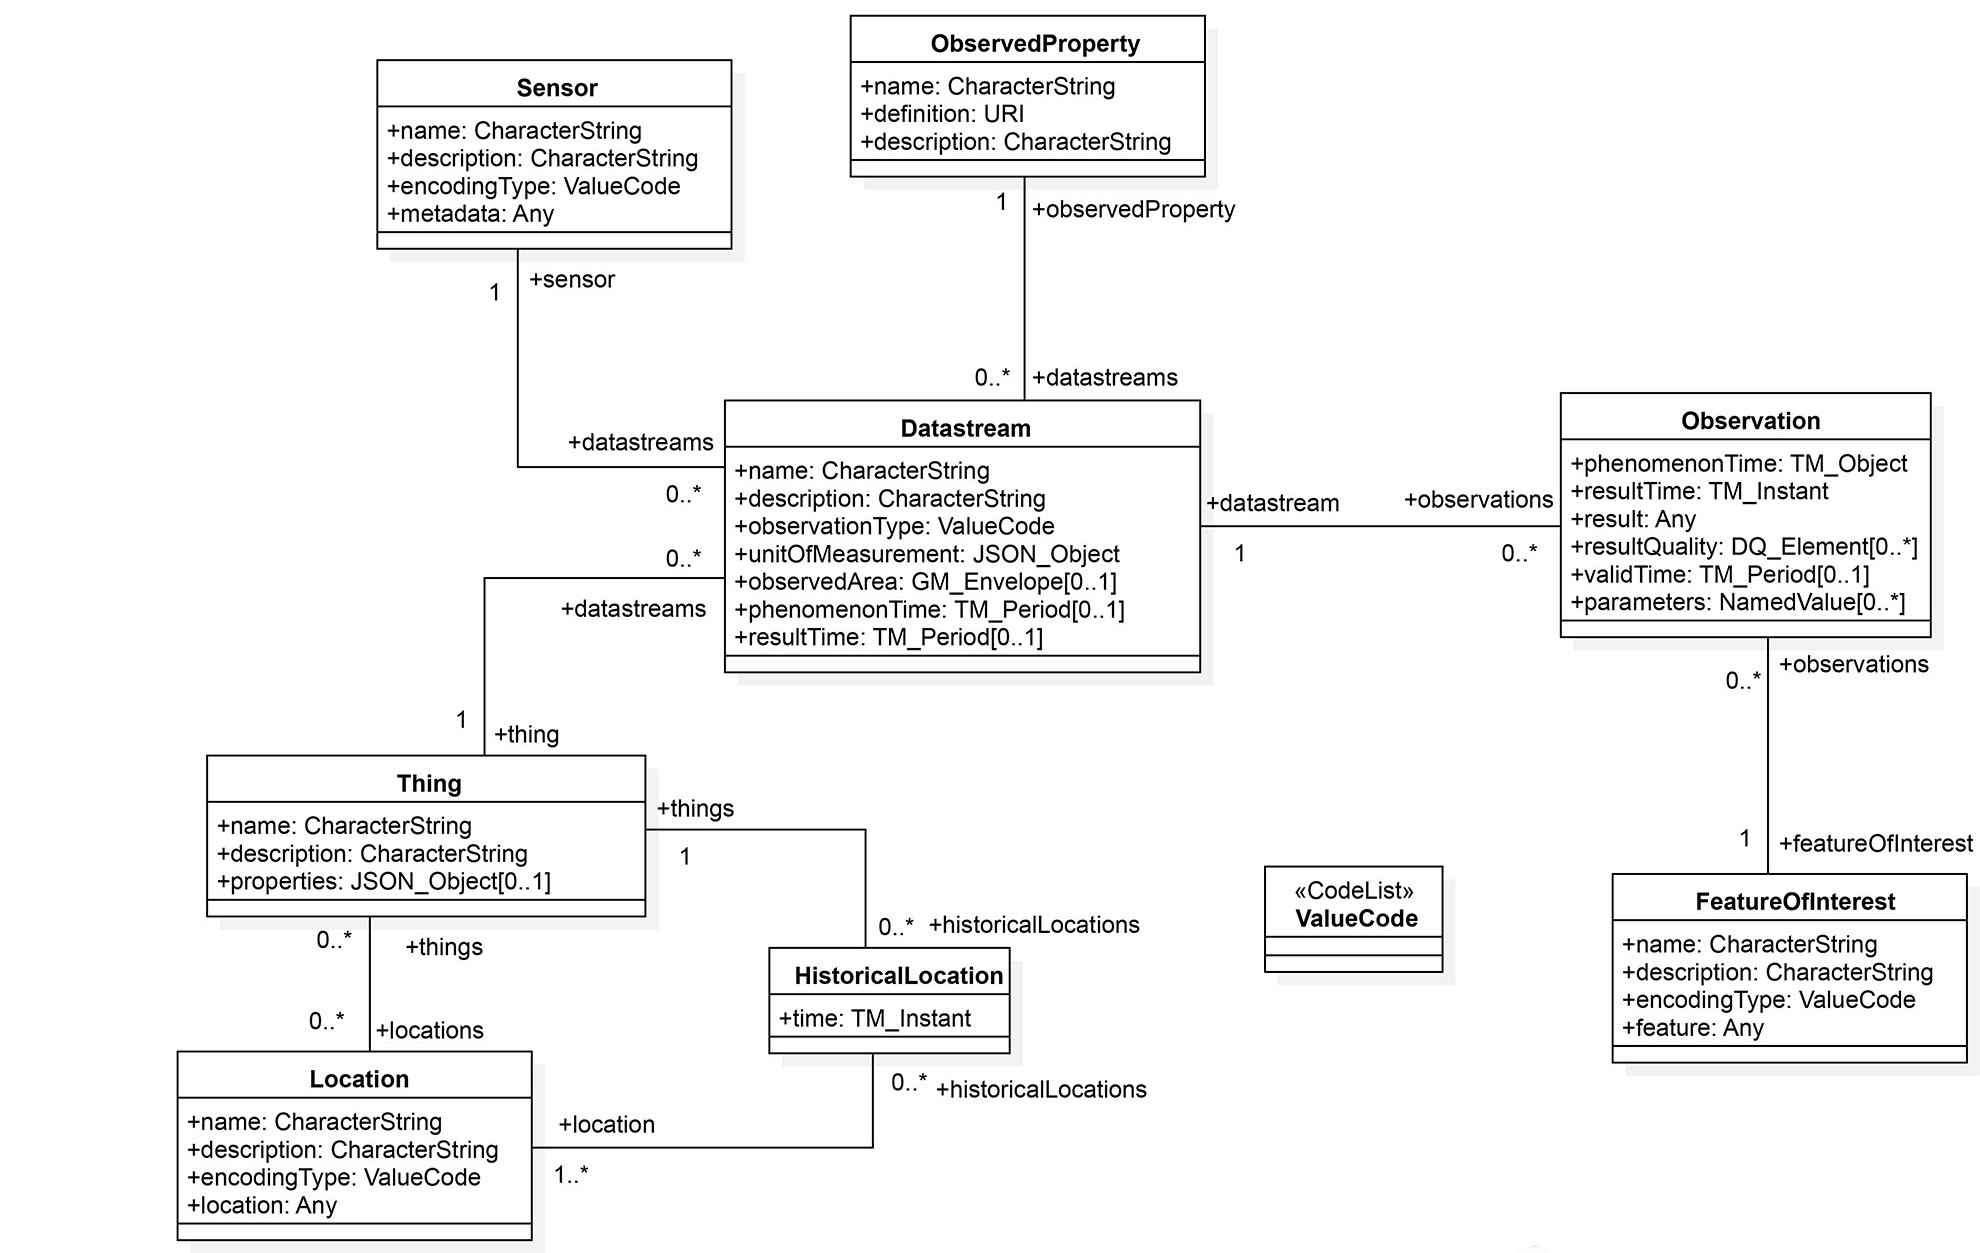 ObservedProperty
+name: CharacterString
+definition: URI
+description: CharacterString
Sensor
+name: CharacterString
+description: CharacterString
+encodingType: ValueCode
+metadata: Any
1
+observedProperty
+sensor
1
0..*
+datastreams
+datastreams
0..*
Datastream
+name: CharacterString
+description: CharacterString
+observationType: ValueCode
+unitOfMeasurement: JSON_Object
+observedArea: GM_Envelope[0..1]
+phenomenonTime: TM_Period[0..1]
+resultTime: TM_Period[0..1]
+datastream
1
+observations
0..*
Observation
+phenomenonTime: TM_Object
+resultTime: TM_Instant
+result: Any
+resultQuality: DQ_Element[0..*]
+validTime: TM_Period[0..1]
+parameters: NamedValue[0..*]
0..*
+datastreams
1
+thing
+observations
0..*
1
+featureOfInterest
Thing
+name: CharacterString
+description: CharacterString
+properties: JSON_Object[0..1]
+things
1
0..*
+historicalLocations
HistoricalLocation
+time: TM_Instant
0..*
+historicalLocations
«CodeList»
ValueCode
FeatureOfInterest
+name: CharacterString
+description: CharacterString
+encodingType: ValueCode
+feature: Any
0..*
+things
0..*
+locations
Location
+name: CharacterString
+description: CharacterString
+encodingType: ValueCode
+location: Any
+location
1..*